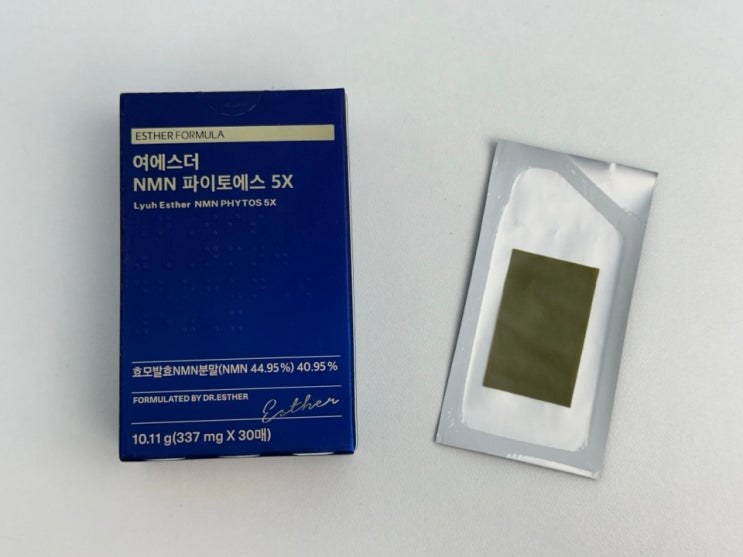 ESTHER FORMULA
여에스더
NMN 파이토에스 5X
Lyuh Esther NMN PHYTOS 5X
효모발효NMN분말(NMN 44.95%) 40.95%
FORMULATED BY DR.ESTHER
Esther
10.11 g(337 mg X 30매)